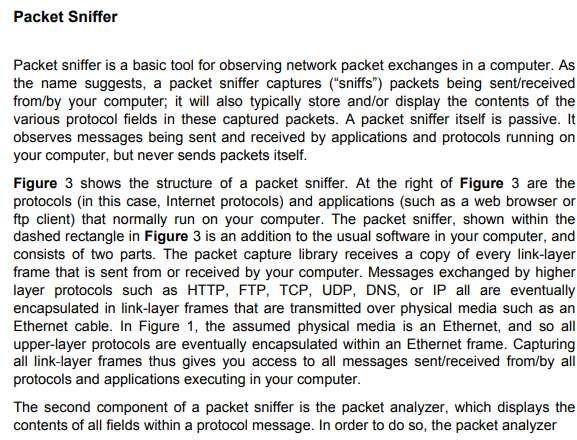 Packet Sniffer
Packet sniffer is a basic tool for observing network packet exchanges in a computer. As
the name suggests, a packet sniffer captures (“sniffs”) packets being sent/received
from/by your computer; it will also typically store and/or display the contents of the
various protocol fields in these captured packets. A packet sniffer itself is passive. It
observes messages being sent and received by applications and protocols running on
your computer, but never sends packets itself.
Figure 3 shows the structure of a packet sniffer. At the right of Figure 3 are the
protocols (in this case, Internet protocols) and applications (such as a web browser or
ftp client) that normally run on your computer. The packet sniffer, shown within the
dashed rectangle in Figure 3 is an addition to the usual software in your computer, and
consists of two parts. The packet capture library receives a copy of every link-layer
frame that is sent from or received by your computer. Messages exchanged by higher
layer protocols such as HTTP, FTP, TCP, UDP, DNS, or IP all are eventually
encapsulated in link-layer frames that are transmitted over physical media such as an
Ethernet cable. In Figure 1, the assumed physical media is an Ethernet, and so all
upper-layer protocols are eventually encapsulated within an Ethernet frame. Capturing
all link-layer frames thus gives you access to all messages sent/received from/by all
protocols and applications executing in your computer.
The second component of a packet sniffer is the packet analyzer, which displays the
contents of all fields within a protocol message. In order to do so, the packet analyzer